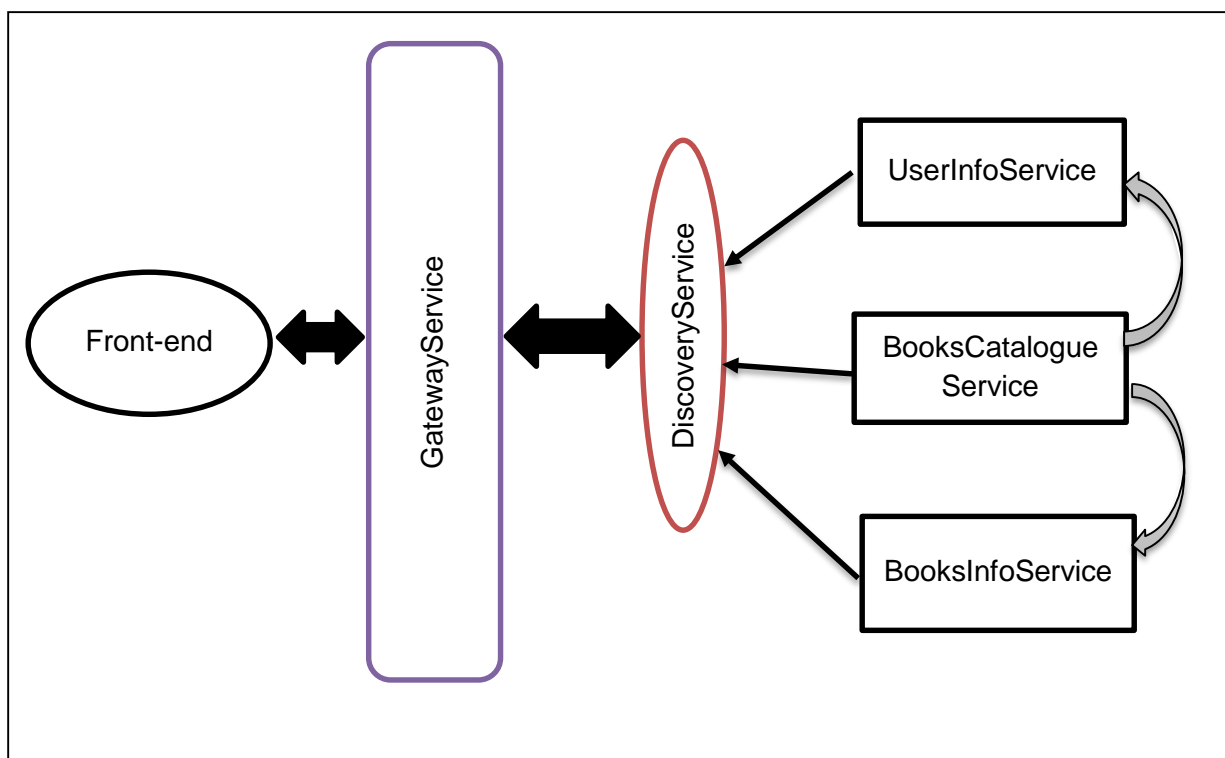 Front-end
GatewayService
DiscoveryService
UserInfoService
BooksCatalogue
Service
BooksInfoService